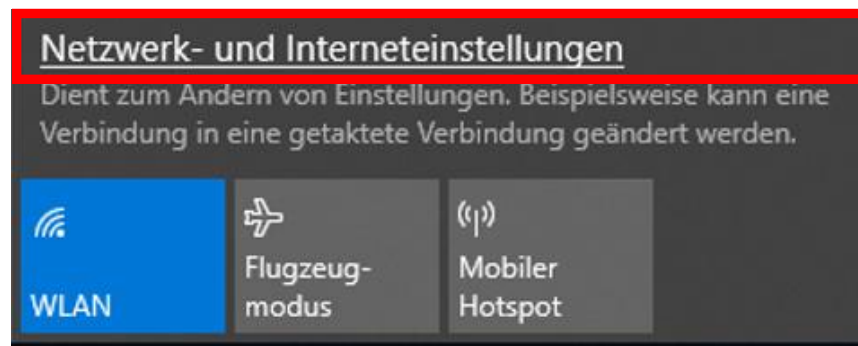 Netzwerk- und Interneteinstellungen
Dient zum Ändern von Einstellungen. Beispielsweise kann eine
Verbindung in eine getaktete Verbindung geändert werden.
WLAN
Flugzeug-
modus
Mobiler
Hotspot